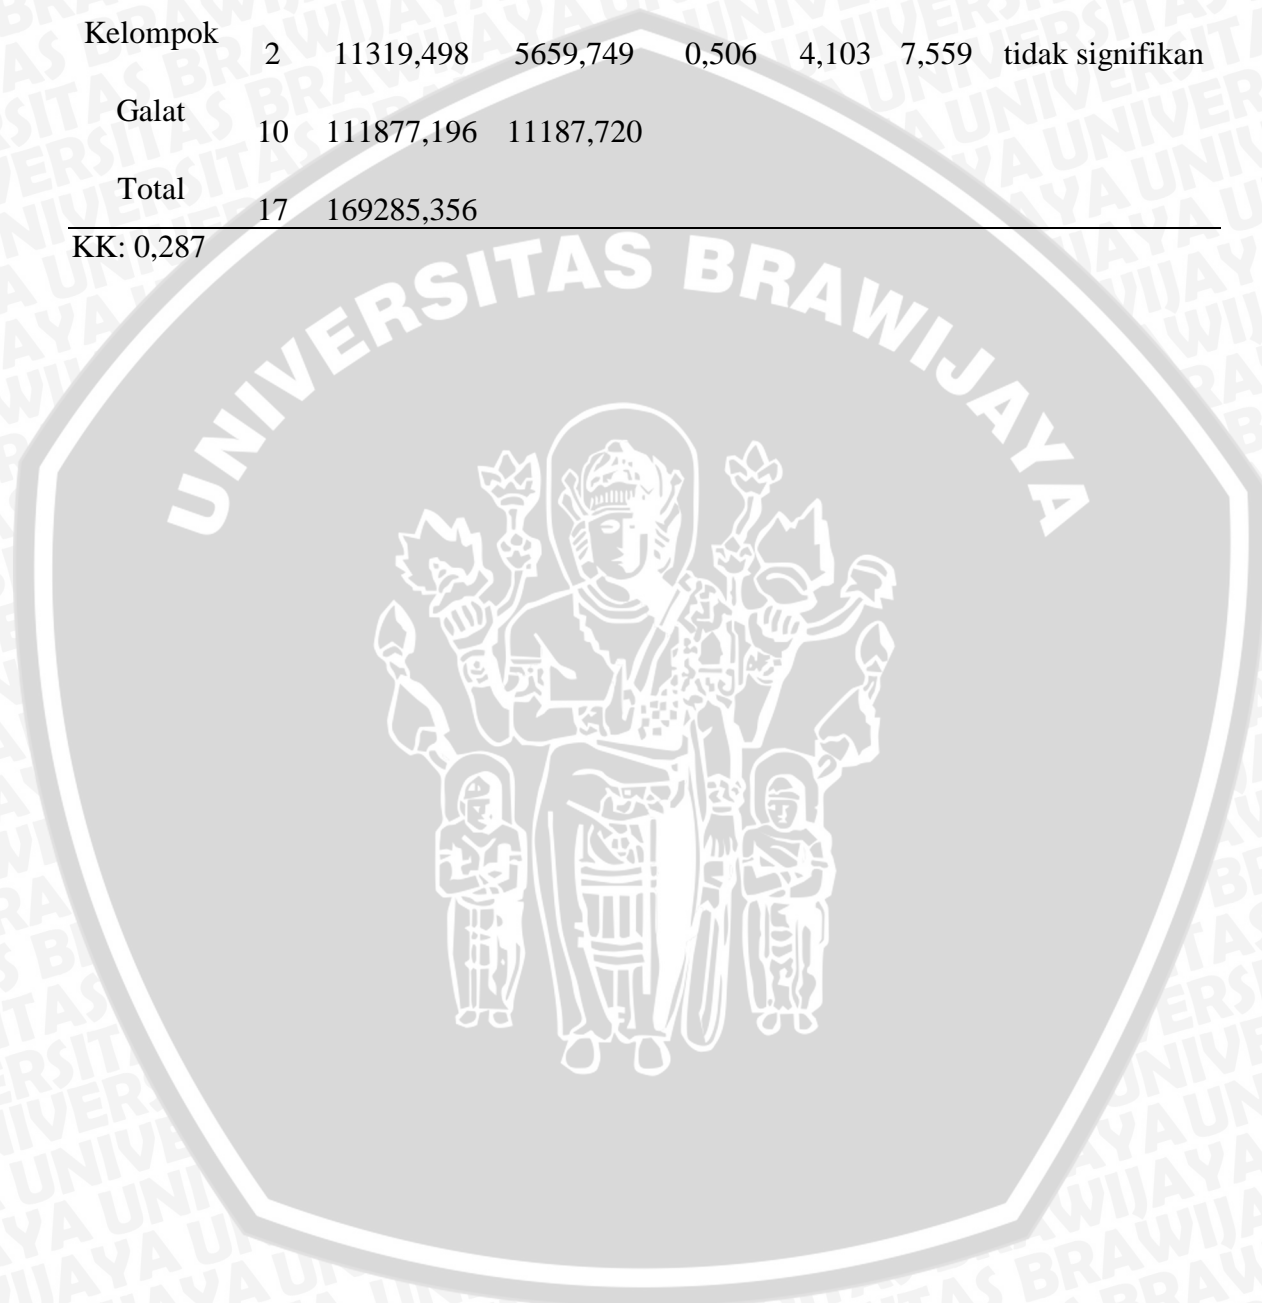 Kelompok 2 11319,498 5659,749 0,506 4,103 7,559 tidak signifikan
Galat 10 111877,196 11187,720
Total 17 169285,356
KK: 0,287
UNIVERSITAS BRAWIJAYA